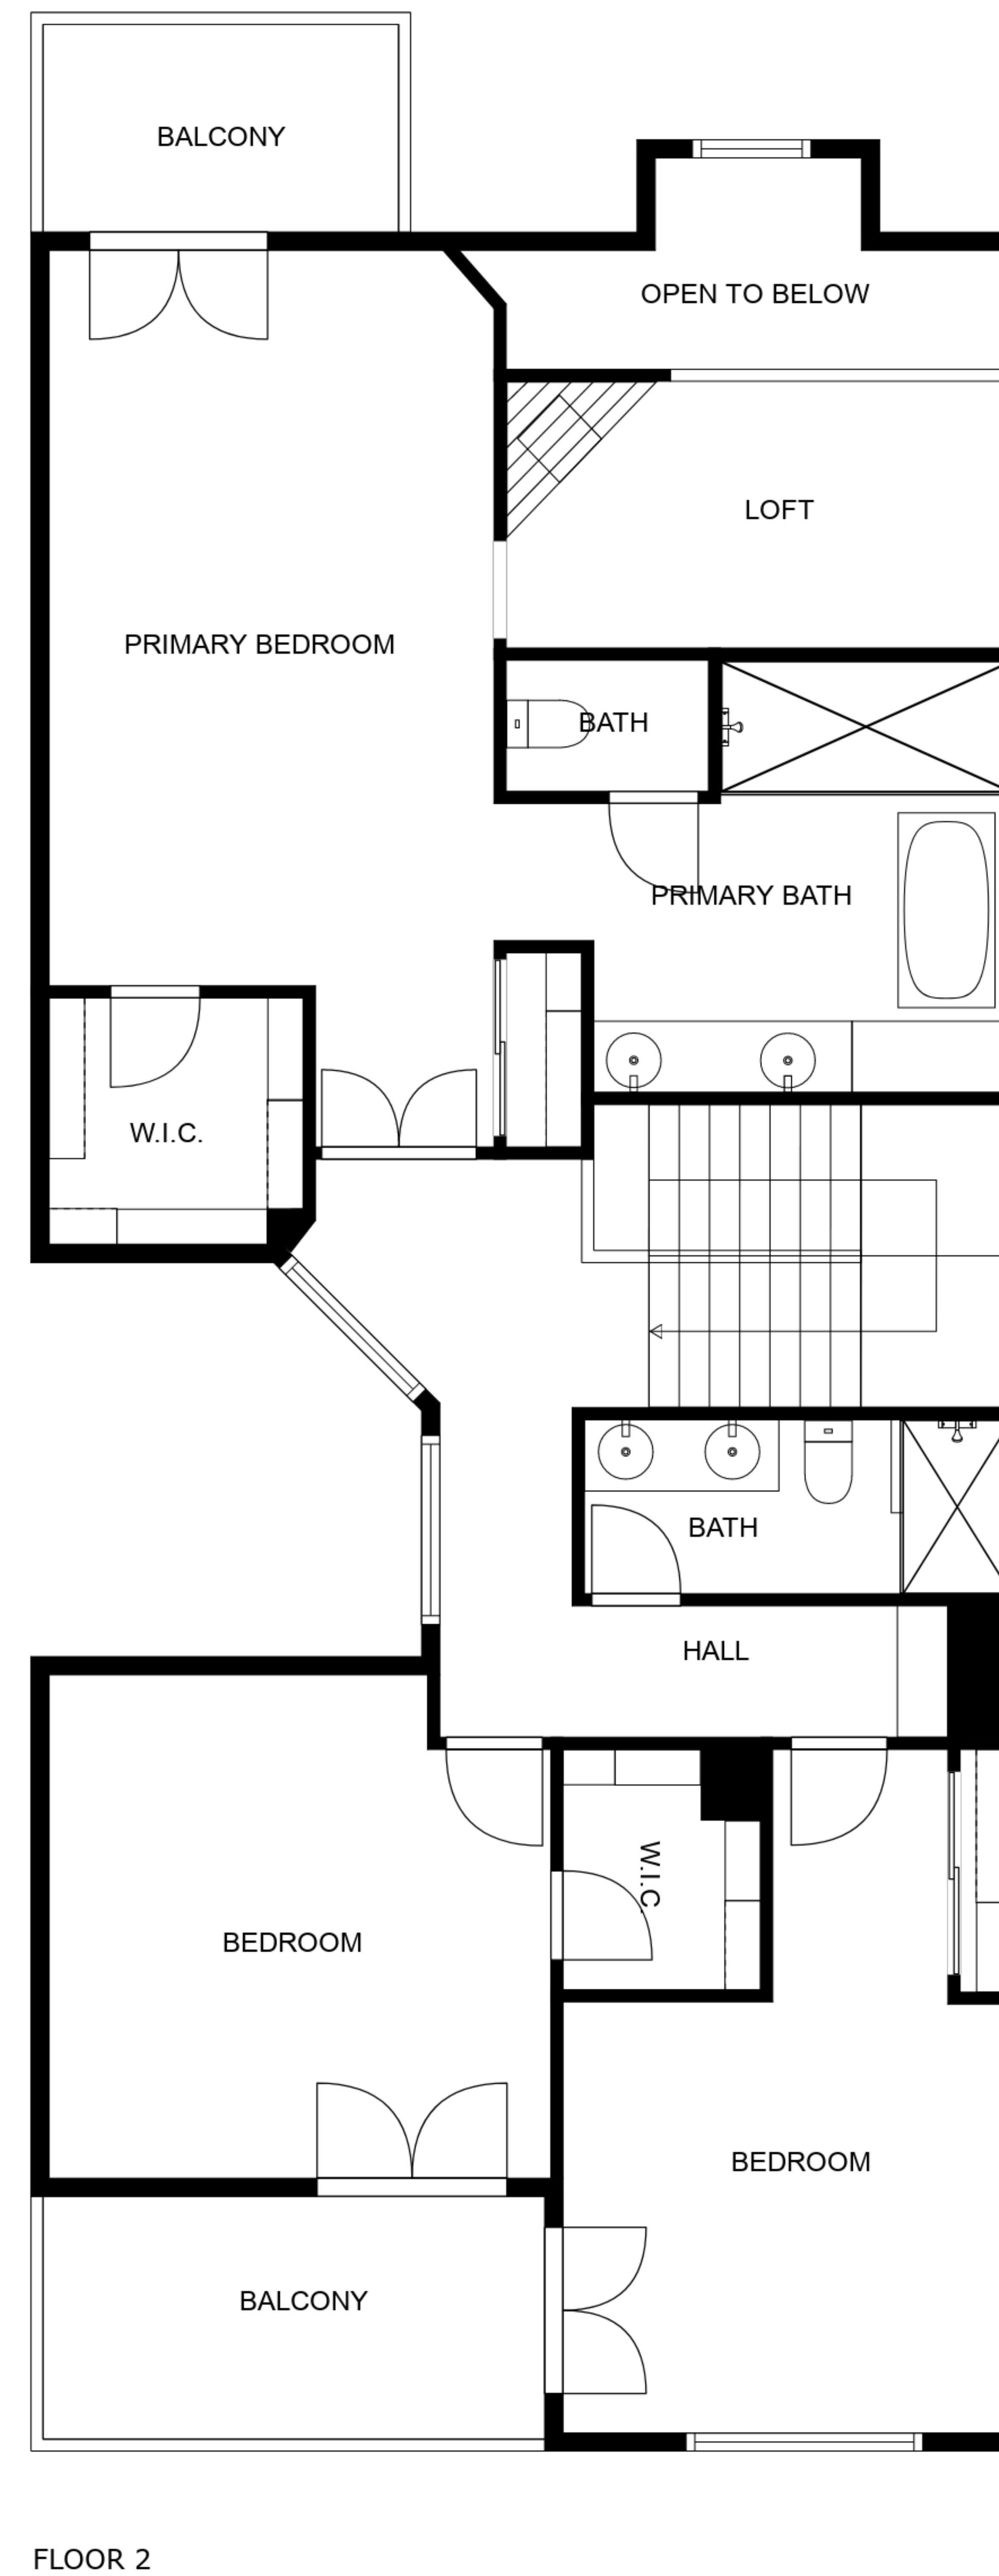 BALCONY
OPEN TO BELOW
LOFT
PRIMARY BEDROOM
BATH
PRIMARY BATH
W.I.C.
BATH
HALL
W.I.C.
BEDROOM
BEDROOM
BALCONY
FLOOR 2